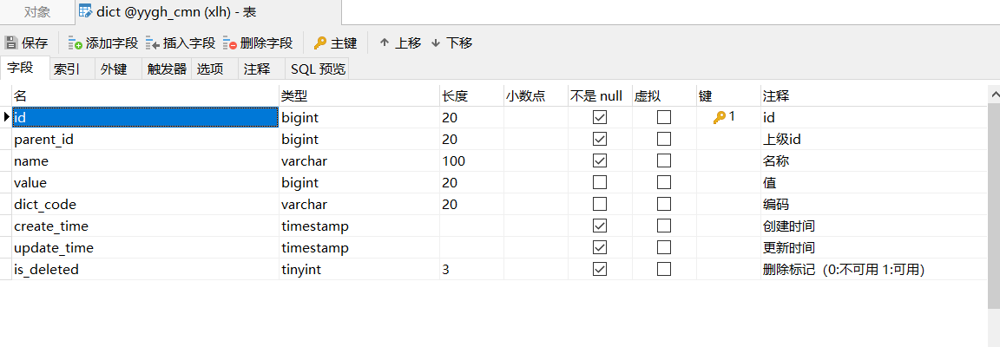 对象 dict @yygh_cmn (xlh) - 表
保存 添加字段 插入字段 删除字段 主键 上移 下移
字段 索引 外键 触发器 选项 注释 SQL 预览
名 类型 长度 小数点 不是 null 虚拟 键 注释
id bigint 20 1 id
parent_id bigint 20 上级id
name varchar 100 名称
value bigint 20 值
dict_code varchar 20 编码
create_time timestamp 创建时间
update_time timestamp 更新时间
is_deleted tinyint 3 删除标记（0:不可用 1:可用）